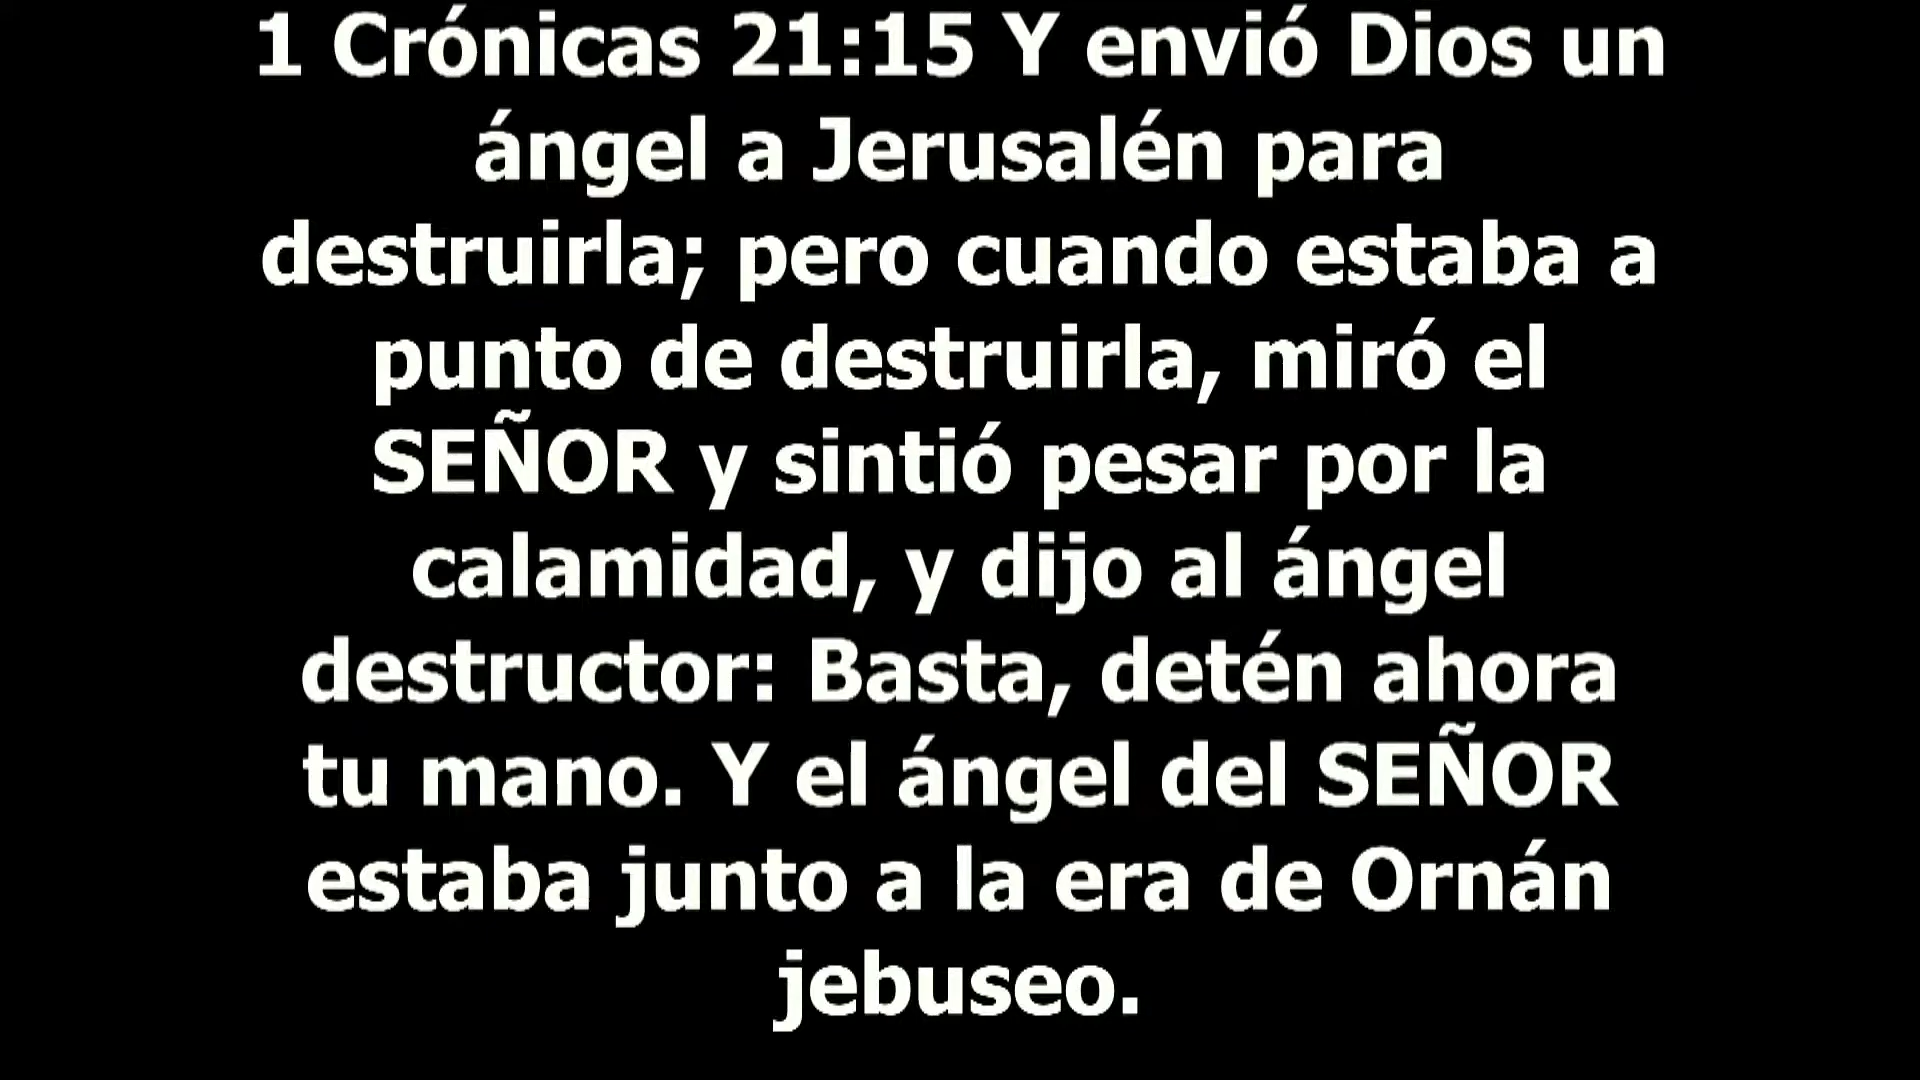 1 Crónicas 21:15 Y envió Dios un
ángel a Jerusalén para
destruirla; pero cuando estaba a
punto de destruirla, miró el
SEÑOR y sintió pesar por la
calamidad, y dijo al ángel
destructor: Basta, detén ahora
tu mano. Y el ángel del SEÑOR
estaba junto a la era de Ornán
jebuseo.